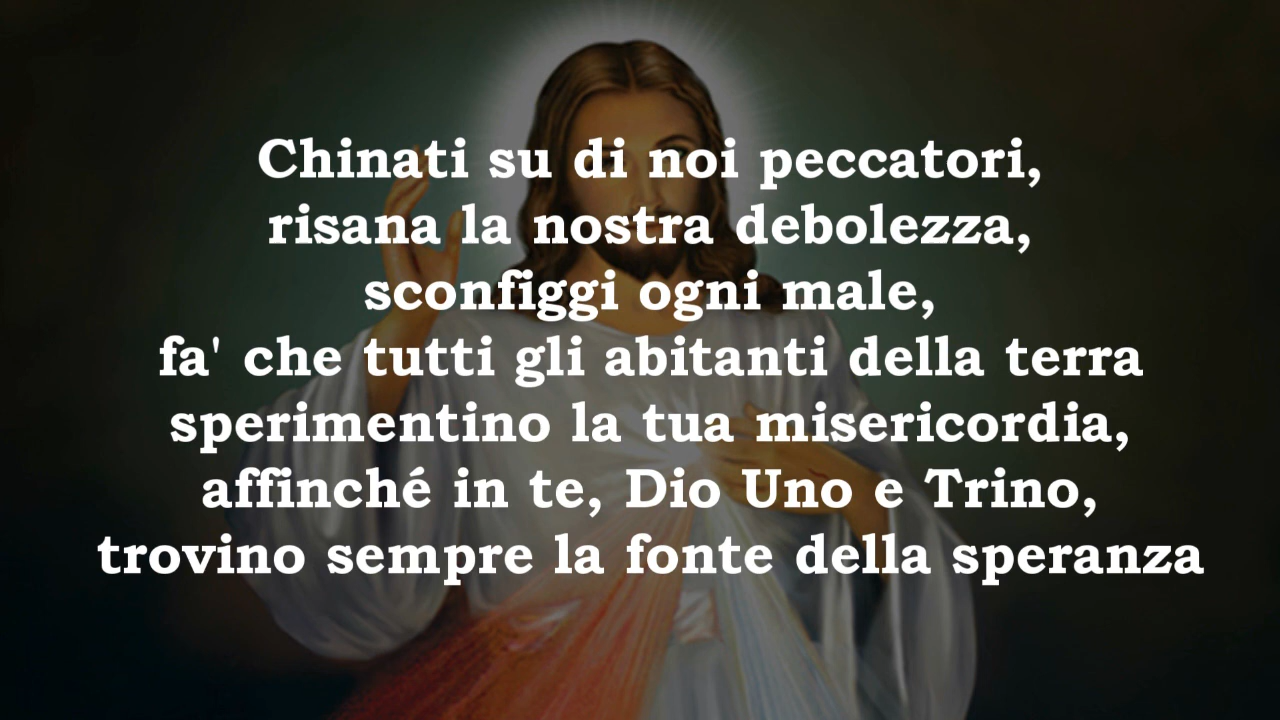 Chinati su di noi peccatori,
risana la nostra debolezza,
sconfiggi ogni male,
fa' che tutti gli abitanti della terra
sperimentino la tua misericordia,
affinché in te, Dio Uno e Trino,
trovino sempre la fonte della speranza